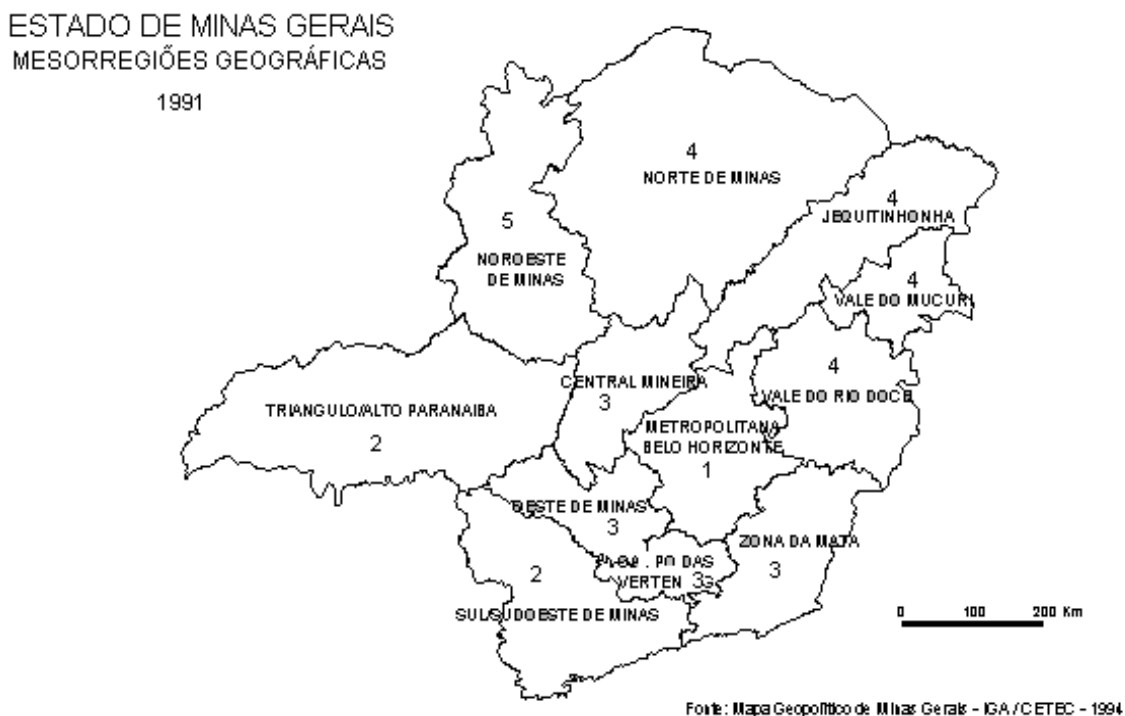 ESTADO DE MINAS GERAIS
MESORREGIÕES GEOGRÁFICAS
1991
4
NORTE DE MINAS
4
JEQUITINHONHA
5
NOROESTE
DE MINAS
4
VALE DO MUCURI
4
VALE DO RIO DOCE
CENTRAL MINEIRA
3
TRIANGULO/ALTO PARANAIBA
2
METROPOLITANA
BELO HORIZONTE
1
OESTE DE MINAS
3
ZONA DA MATA
3
PO DAS
VERTEN 3
2
SUL/SUDOESTE DE MINAS
0 100 200 Km
Fonte: Mapa Geopolítico de Minas Gerais - IGA / CETEC - 1994